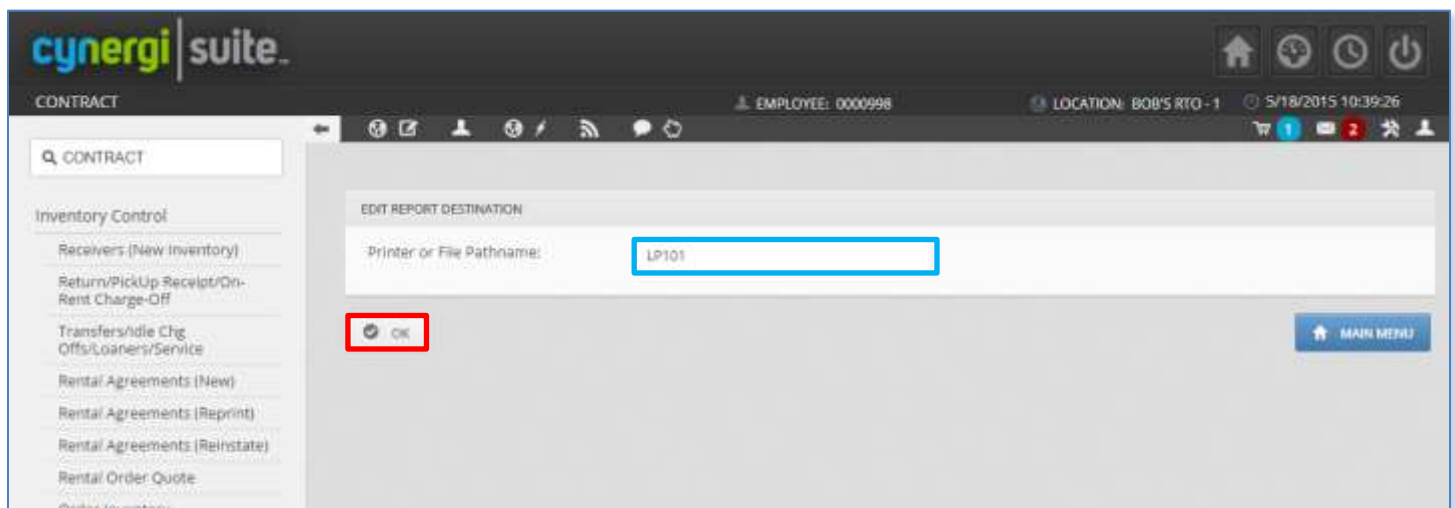 cynergi|suite™
CONTRACT
EMPLOYEE: 0000998
LOCATION: BOB'S RTO - 1
5/18/2015 10:39:26
1
2
CONTRACT
Inventory Control
Receivers (New Inventory)
Return/PickUp Receipt/On-
Rent Charge-Off
Transfers/Idle Chg
Offs/Loaners/Service
Rental Agreements (New)
Rental Agreements (Reprint)
Rental Agreements (Reinstate)
Rental Order Quote
EDIT REPORT DESTINATION
Printer or File Pathname:
LP101
OK
MAIN MENU